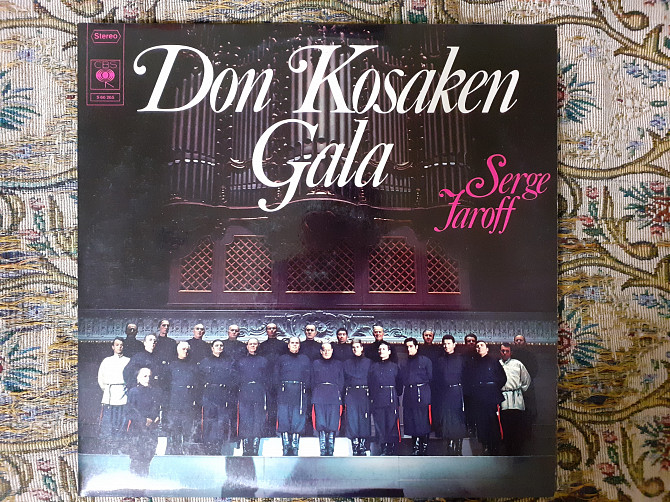 Stereo
CBS
Don Kosaken
Gala
Serge
Jaroff